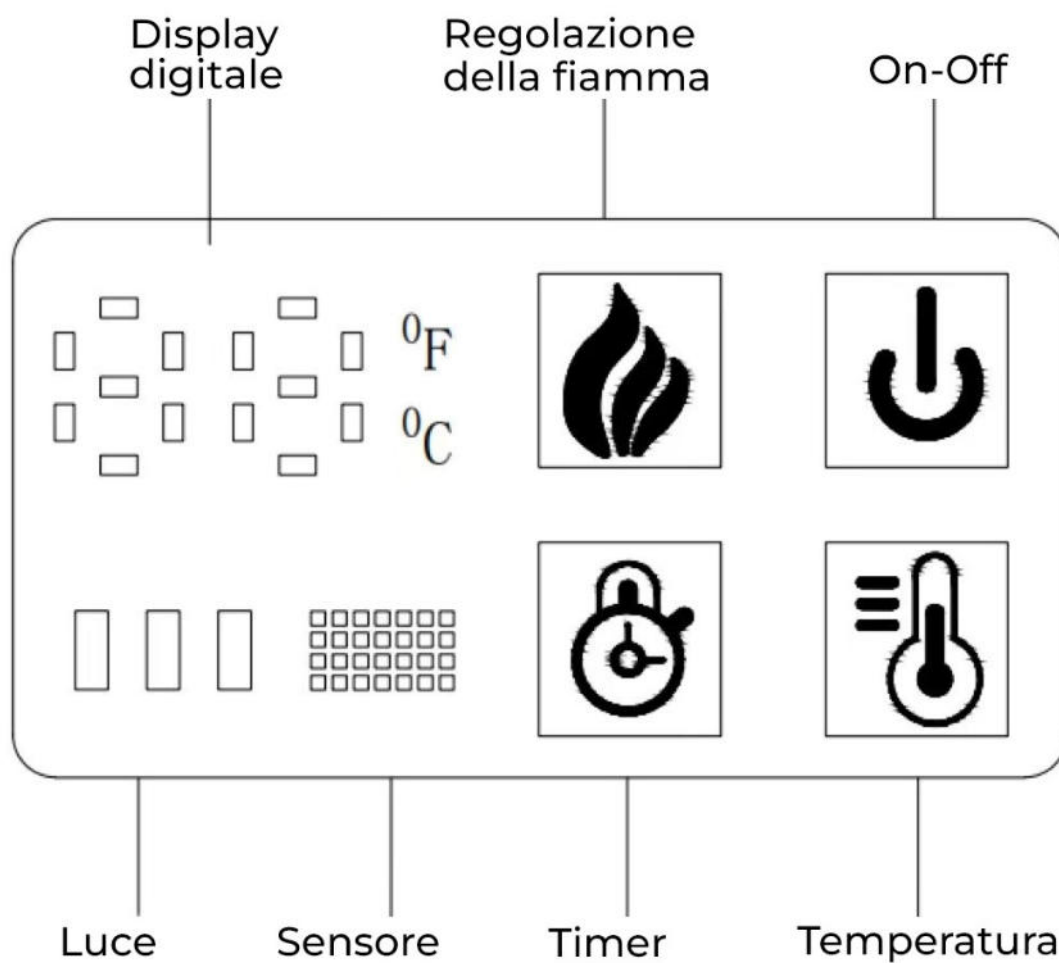 Display
digitale
Regolazione
della fiamma
On-Off
⁰F
⁰C
Luce
Sensore
Timer
Temperatura